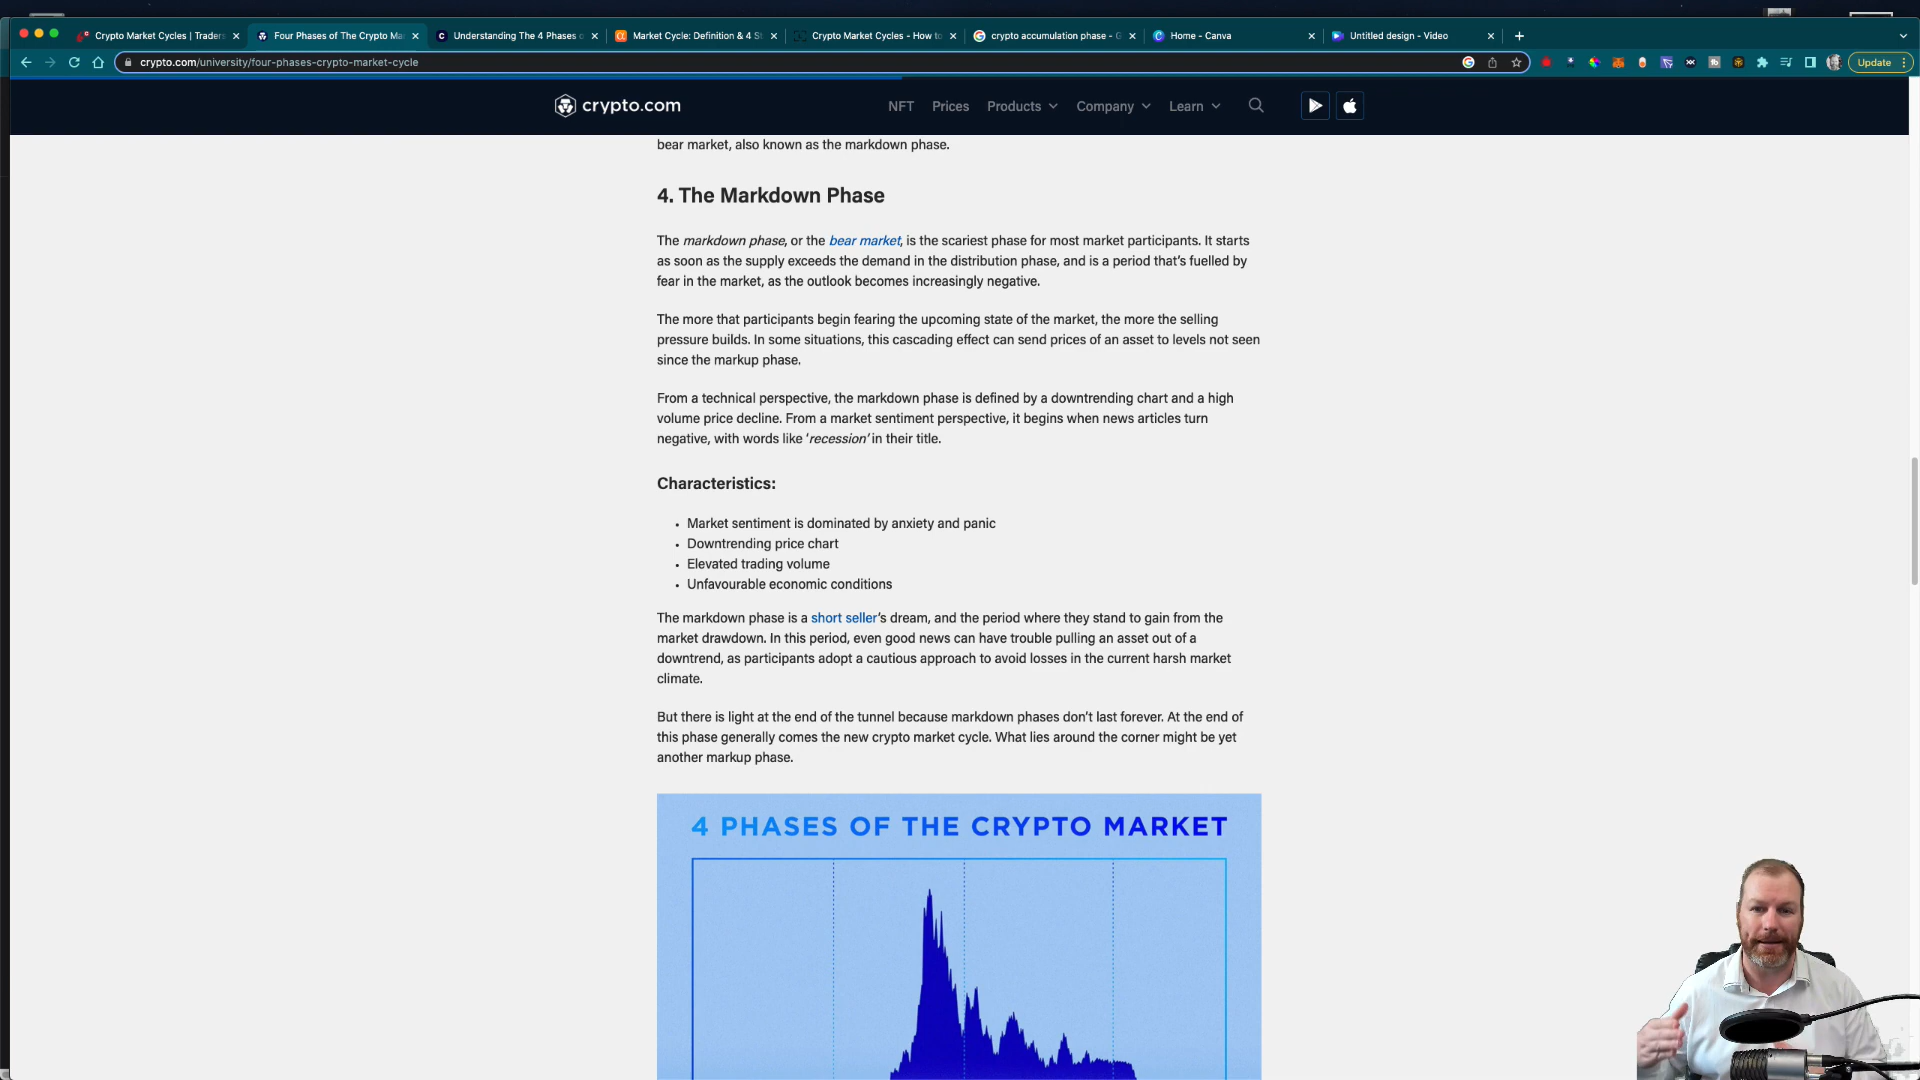 Crypto Market Cycles | Trader
Four Phases of The Crypto Ma
Understanding The 4 Phases o
Market Cycle: Definition & 4 S
Crypto Market Cycles - How to
crypto accumulation phase - G
Home - Canva
Untitled design - Video
crypto.com/university/four-phases-crypto-market-cycle
Update
crypto.com
NFT
Prices
Products
Company
Learn
bear market, also known as the markdown phase.
4. The Markdown Phase
The markdown phase, or the bear market, is the scariest phase for most market participants. It starts
as soon as the supply exceeds the demand in the distribution phase, and is a period that’s fuelled by
fear in the market, as the outlook becomes increasingly negative.
The more that participants begin fearing the upcoming state of the market, the more the selling
pressure builds. In some situations, this cascading effect can send prices of an asset to levels not seen
since the markup phase.
From a technical perspective, the markdown phase is defined by a downtrending chart and a high
volume price decline. From a market sentiment perspective, it begins when news articles turn
negative, with words like ‘recession’ in their title.
Characteristics:
• Market sentiment is dominated by anxiety and panic
• Downtrending price chart
• Elevated trading volume
• Unfavourable economic conditions
The markdown phase is a short seller’s dream, and the period where they stand to gain from the
market drawdown. In this period, even good news can have trouble pulling an asset out of a
downtrend, as participants adopt a cautious approach to avoid losses in the current harsh market
climate.
But there is light at the end of the tunnel because markdown phases don’t last forever. At the end of
this phase generally comes the new crypto market cycle. What lies around the corner might be yet
another markup phase.
4 PHASES OF THE CRYPTO MARKET